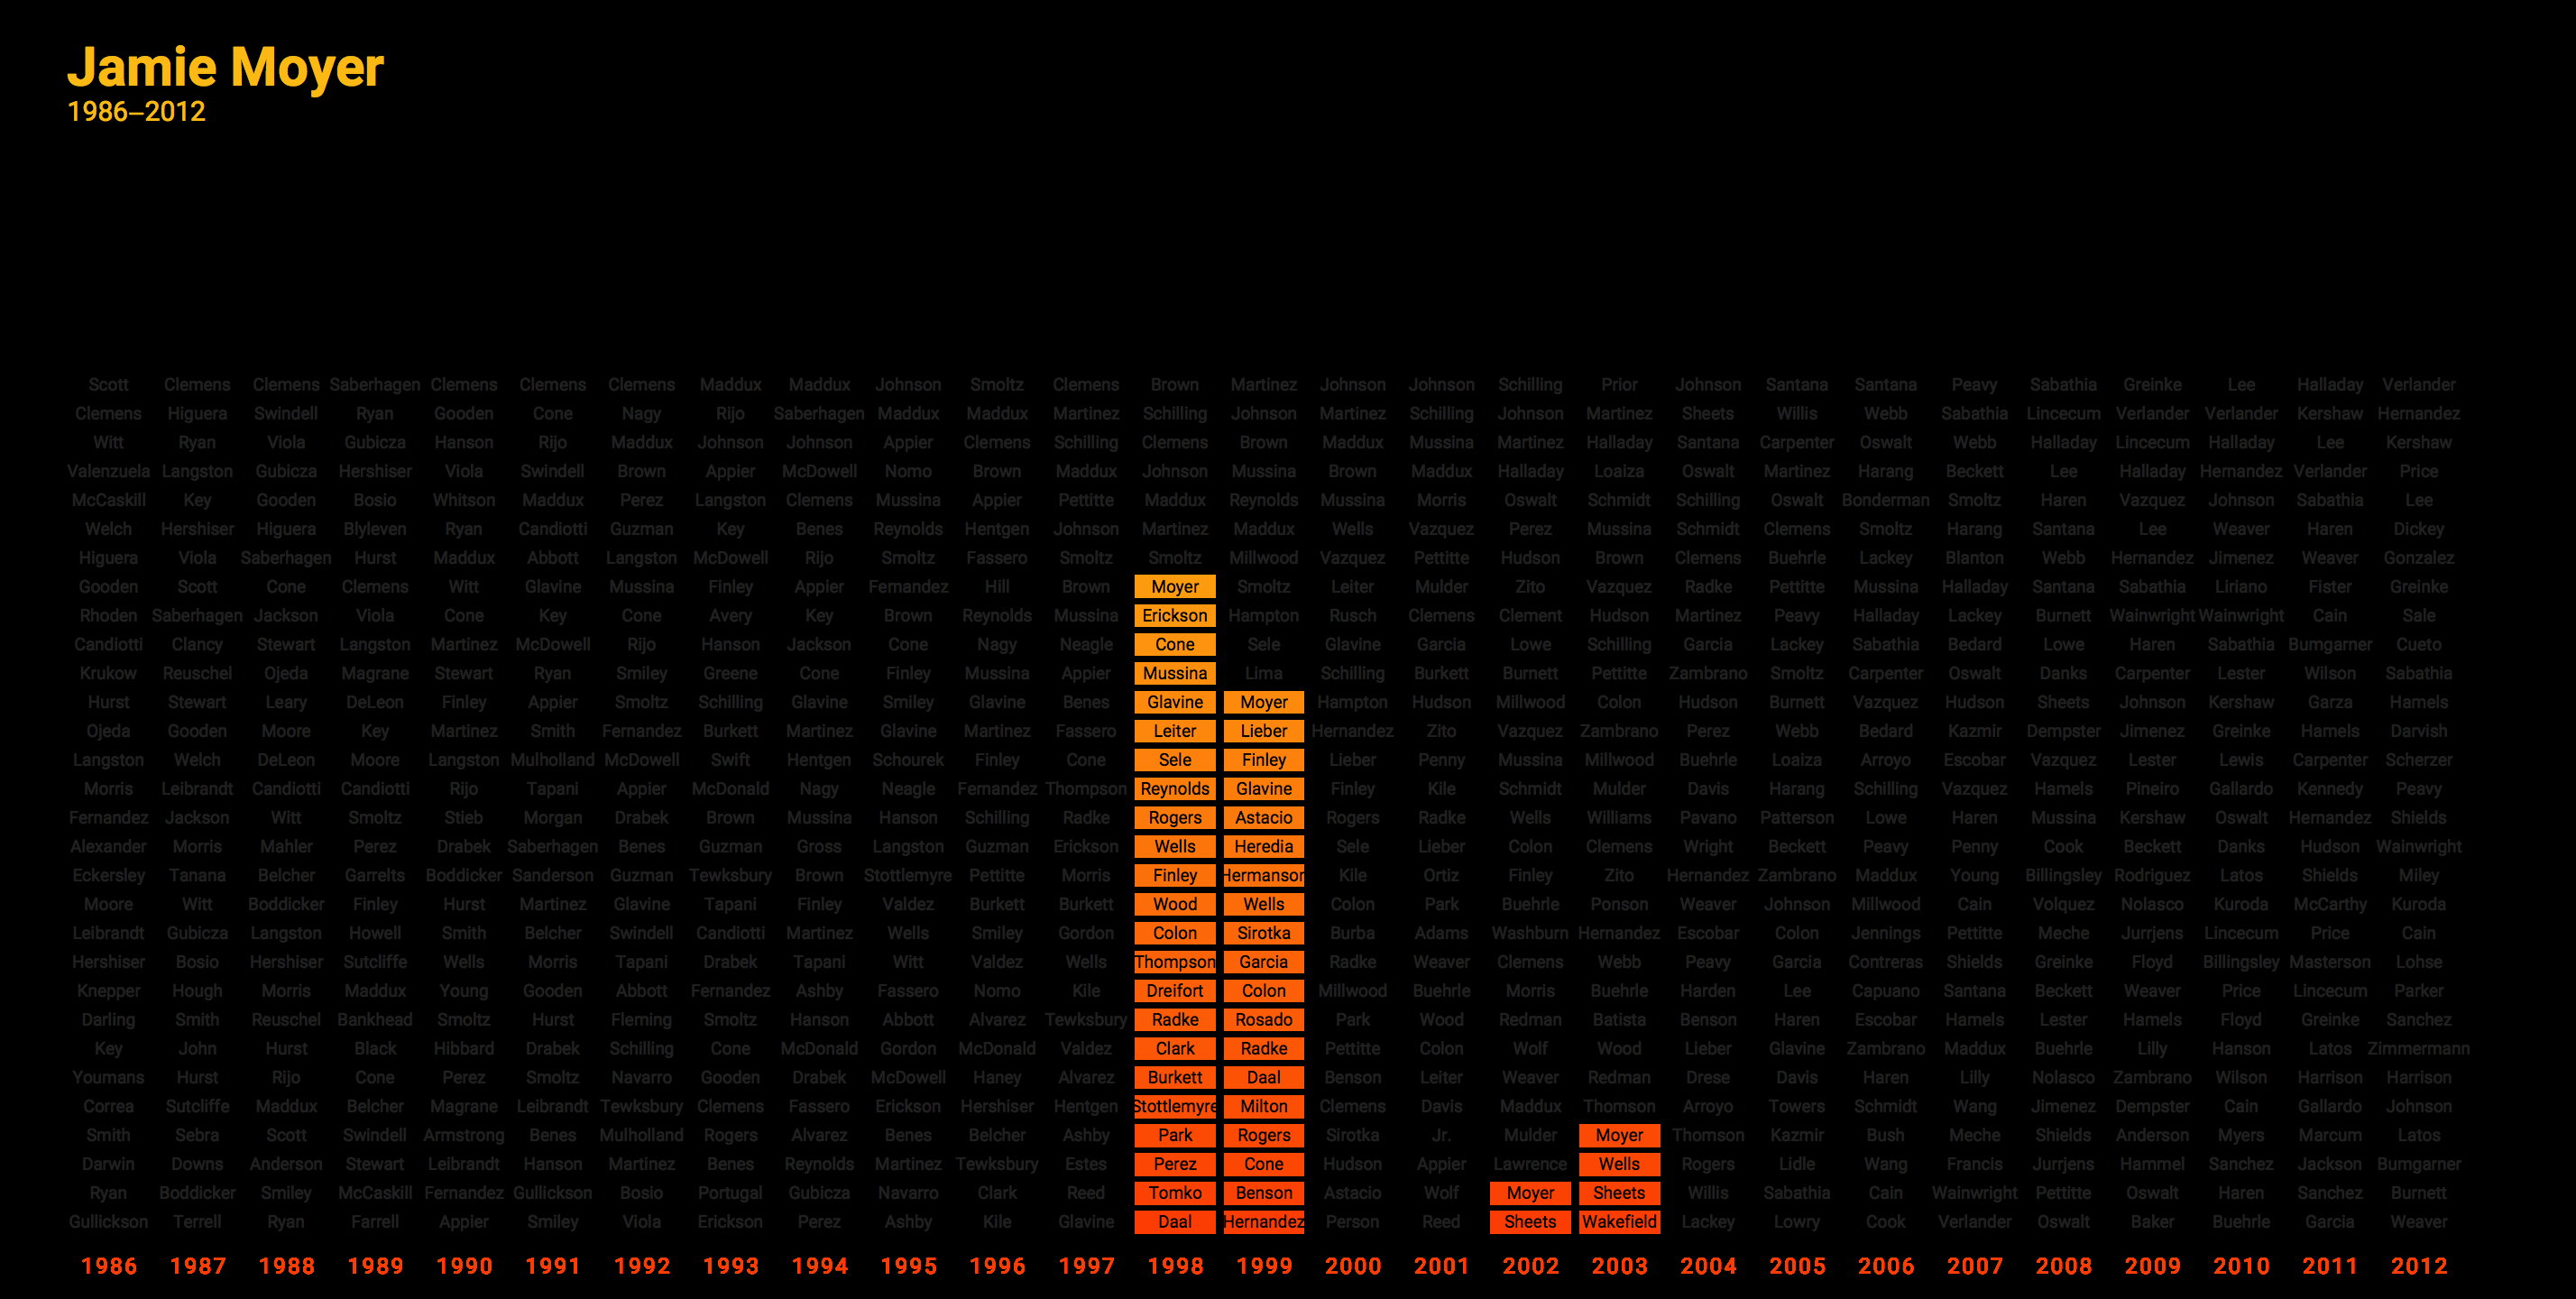 Jamie Moyer
1986–2012
Scott Clemens Clemens Saberhagen Clemens Clemens Clemens Maddux Maddux Johnson Smoltz Clemens Brown Martinez Johnson Johnson Schilling Prior Johnson Santana Santana Peavy Sabathia Greinke Lee Halladay Verlander
Clemens Higuera Swindell Ryan Gooden Cone Nagy Rijo Saberhagen Maddux Maddux Martinez Schilling Johnson Martinez Schilling Johnson Martinez Sheets Willis Webb Sabathia Lincecum Verlander Verlander Kershaw Hernandez
Witt Ryan Viola Gubicza Hanson Rijo Maddux Johnson Johnson Appier Clemens Schilling Clemens Brown Maddux Mussina Martinez Halladay Santana Carpenter Oswalt Webb Halladay Lincecum Halladay Lee Kershaw
Valenzuela Langston Gubicza Hershiser Viola Swindell Brown Appier McDowell Nomo Brown Maddux Johnson Mussina Brown Maddux Halladay Loaiza Oswalt Martinez Harang Beckett Lee Halladay Hernandez Verlander Price
McCaskill Key Gooden Bosio Whitson Maddux Perez Langston Clemens Mussina Appier Pettitte Maddux Reynolds Mussina Morris Oswalt Schmidt Schilling Oswalt Bonderman Smoltz Haren Vazquez Johnson Sabathia Lee
Welch Hershiser Higuera Blyleven Ryan Candiotti Guzman Key Benes Reynolds Hentgen Johnson Martinez Maddux Wells Vazquez Perez Mussina Schmidt Clemens Smoltz Harang Santana Lee Weaver Haren Dickey
Higuera Viola Saberhagen Hurst Maddux Abbott Langston McDowell Rijo Smoltz Fassero Smoltz Smoltz Millwood Vazquez Pettitte Hudson Brown Clemens Buehrle Lackey Blanton Webb Hernandez Jimenez Weaver Gonzalez
Gooden Scott Cone Clemens Witt Glavine Mussina Finley Appier Fernandez Hill Brown Moyer Smoltz Leiter Mulder Zito Vazquez Radke Pettitte Mussina Halladay Santana Sabathia Liriano Fister Greinke
Rhoden Saberhagen Jackson Viola Cone Key Cone Avery Key Brown Reynolds Mussina Erickson Hampton Rusch Clemens Clement Hudson Martinez Peavy Halladay Lackey Burnett Wainwright Wainwright Cain Sale
Candiotti Clancy Stewart Langston Martinez McDowell Rijo Hanson Jackson Cone Nagy Neagle Cone Sele Glavine Garcia Lowe Schilling Garcia Lackey Sabathia Bedard Lowe Haren Sabathia Bumgarner Cueto
Krukow Reuschel Ojeda Magrane Stewart Ryan Smiley Greene Cone Finley Mussina Appier Mussina Lima Schilling Burkett Burnett Pettitte Zambrano Smoltz Carpenter Oswalt Danks Carpenter Lester Wilson Sabathia
Hurst Stewart Leary DeLeon Finley Appier Smoltz Schilling Glavine Smiley Glavine Benes Glavine Moyer Hampton Hudson Millwood Colon Hudson Burnett Vazquez Hudson Sheets Johnson Kershaw Garza Hamels
Ojeda Gooden Moore Key Martinez Smith Fernandez Burkett Martinez Glavine Martinez Fassero Leiter Lieber Hernandez Zito Vazquez Zambrano Perez Webb Bedard Kazmir Dempster Jimenez Greinke Hamels Darvish
Langston Welch DeLeon Moore Langston Mulholland McDowell Swift Hentgen Schourek Finley Cone Sele Finley Lieber Penny Mussina Millwood Buehrle Loaiza Arroyo Escobar Vazquez Lester Lewis Carpenter Scherzer
Morris Leibrandt Candiotti Candiotti Rijo Tapani Appier McDonald Nagy Neagle Fernandez Thompson Reynolds Glavine Finley Kile Schmidt Mulder Davis Harang Schilling Vazquez Hamels Pineiro Gallardo Kennedy Peavy
Fernandez Jackson Witt Smoltz Stieb Morgan Drabek Brown Mussina Hanson Schilling Radke Rogers Astacio Rogers Radke Wells Williams Pavano Patterson Lowe Haren Mussina Kershaw Oswalt Hernandez Shields
Alexander Morris Mahler Perez Drabek Saberhagen Benes Guzman Gross Langston Guzman Erickson Wells Heredia Sele Lieber Colon Clemens Wright Beckett Peavy Penny Cook Beckett Danks Hudson Wainwright
Eckersley Tanana Belcher Garrelts Boddicker Sanderson Guzman Tewksbury Brown Stottlemyre Pettitte Morris Finley Hermanson Kile Ortiz Finley Zito Hernandez Zambrano Maddux Young Billingsley Rodriguez Latos Shields Miley
Moore Witt Boddicker Finley Hurst Martinez Glavine Tapani Finley Valdez Burkett Burkett Wood Wells Colon Park Buehrle Ponson Weaver Johnson Millwood Cain Volquez Nolasco Kuroda McCarthy Kuroda
Leibrandt Gubicza Langston Howell Smith Belcher Swindell Candiotti Martinez Wells Smiley Gordon Colon Sirotka Burba Adams Washburn Hernandez Escobar Colon Jennings Pettitte Meche Jurrjens Lincecum Price Cain
Hershiser Bosio Hershiser Sutcliffe Wells Morris Tapani Drabek Tapani Witt Valdez Wells Thompson Garcia Radke Weaver Clemens Webb Peavy Garcia Contreras Shields Greinke Floyd Billingsley Masterson Lohse
Knepper Hough Morris Maddux Young Gooden Abbott Fernandez Ashby Fassero Nomo Kile Dreifort Colon Millwood Buehrle Morris Buehrle Harden Lee Capuano Santana Beckett Weaver Price Lincecum Parker
Darling Smith Reuschel Bankhead Smoltz Hurst Fleming Smoltz Hanson Abbott Alvarez Tewksbury Radke Rosado Park Wood Redman Batista Benson Haren Escobar Hamels Lester Hamels Floyd Greinke Sanchez
Key John Hurst Black Hibbard Drabek Schilling Cone McDonald Gordon McDonald Valdez Clark Radke Pettitte Colon Wolf Wood Lieber Glavine Zambrano Maddux Buehrle Lilly Hanson Latos Zimmermann
Youmans Hurst Rijo Cone Perez Smoltz Navarro Gooden Drabek McDowell Haney Alvarez Burkett Daal Benson Leiter Weaver Redman Drese Davis Haren Lilly Nolasco Zambrano Wilson Harrison Harrison
Correa Sutcliffe Maddux Belcher Magrane Leibrandt Tewksbury Clemens Fassero Erickson Hershiser Hentgen Stottlemyre Milton Clemens Davis Maddux Thomson Arroyo Towers Schmidt Wang Jimenez Dempster Cain Gallardo Johnson
Smith Sebra Scott Swindell Armstrong Benes Mulholland Rogers Alvarez Benes Belcher Ashby Park Rogers Sirotka Jr. Mulder Moyer Thomson Kazmir Bush Meche Shields Anderson Myers Marcum Latos
Darwin Downs Anderson Stewart Leibrandt Hanson Martinez Benes Reynolds Martinez Tewksbury Estes Perez Cone Hudson Appier Lawrence Wells Rogers Lidle Wang Francis Jurrjens Hammel Sanchez Jackson Bumgarner
Ryan Boddicker Smiley McCaskill Fernandez Gullickson Bosio Portugal Gubicza Navarro Clark Reed Tomko Benson Astacio Wolf Moyer Sheets Willis Sabathia Cain Wainwright Pettitte Oswalt Haren Sanchez Burnett
Gullickson Terrell Ryan Farrell Appier Smiley Viola Erickson Perez Ashby Kile Glavine Daal Hernandez Person Reed Sheets Wakefield Lackey Lowry Cook Verlander Oswalt Baker Buehrle Garcia Weaver
1986 1987 1988 1989 1990 1991 1992 1993 1994 1995 1996 1997 1998 1999 2000 2001 2002 2003 2004 2005 2006 2007 2008 2009 2010 2011 2012